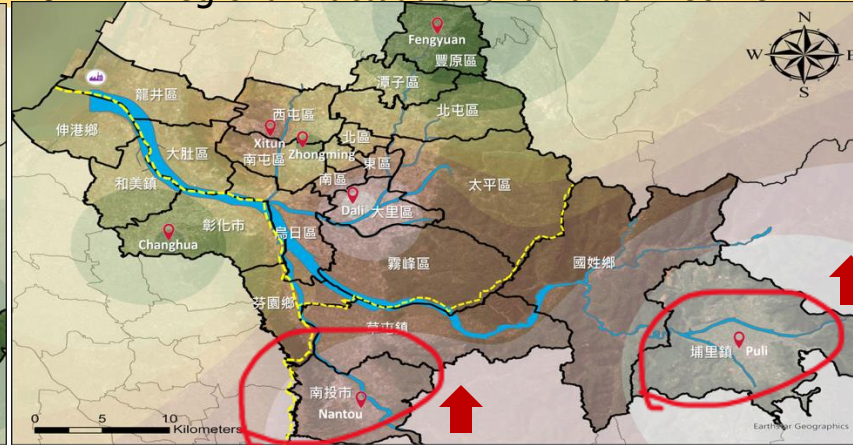 Fengyuan
豐原區
潭子區
龍井區
西屯區
北屯區
伸港鄉
大肚區
Xitun
北區
Zhongming
南屯區
東區
和美鎮
南區
太平區
Dali
大里區
彰化市
烏日區
Changhua
霧峰區
國姓鄉
芬園鄉
草屯鎮
埔里鎮
Puli
南投市
Nantou
N
W
S
0 5 10
Kilometers
Earthstar Geographics